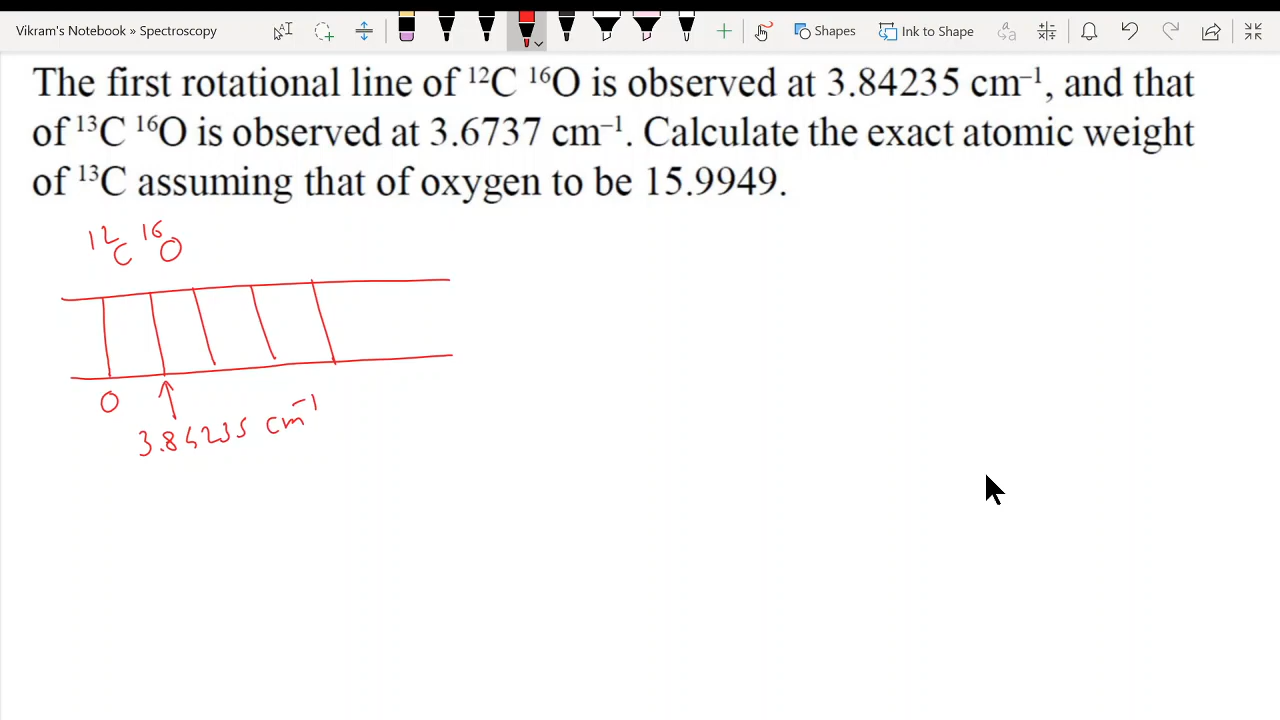 Vikram's Notebook » Spectroscopy
Shapes
Ink to Shape
The first rotational line of ¹²C ¹⁶O is observed at 3.84235 cm⁻¹, and that
of ¹³C ¹⁶O is observed at 3.6737 cm⁻¹. Calculate the exact atomic weight
of ¹³C assuming that of oxygen to be 15.9949.
¹²C ¹⁶O
0
3.84235 cm⁻¹